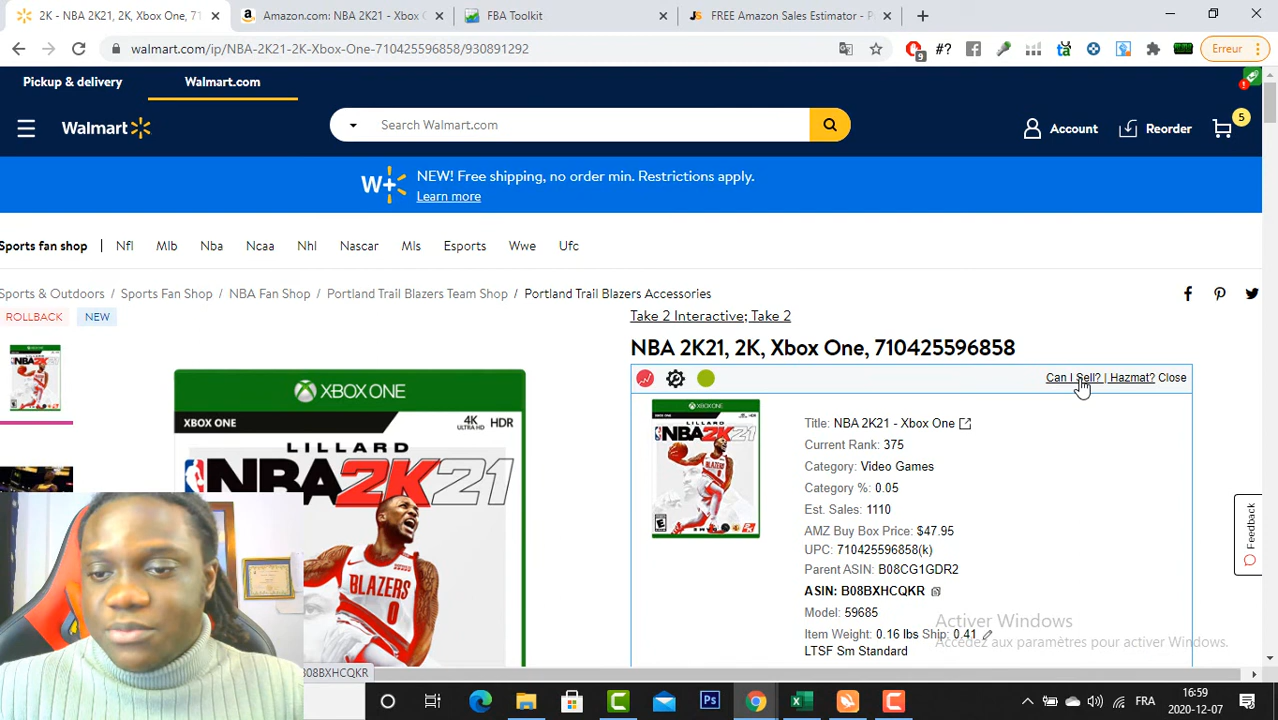 2K - NBA 2K21, 2K, Xbox One, 71
Amazon.com: NBA 2K21 - Xbox
FBA Toolkit
FREE Amazon Sales Estimator -
walmart.com/ip/NBA-2K21-2K-Xbox-One-710425596858/930891292
9
#?
Erreur
Pickup & delivery
Walmart.com
1
Walmart
Search Walmart.com
Account
Reorder
5
W+
NEW! Free shipping, no order min. Restrictions apply.
Learn more
Sports fan shop
Nfl
Mlb
Nba
Ncaa
Nhl
Nascar
Mls
Esports
Wwe
Ufc
Sports & Outdoors / Sports Fan Shop / NBA Fan Shop / Portland Trail Blazers Team Shop / Portland Trail Blazers Accessories
ROLLBACK
NEW
Take 2 Interactive; Take 2
NBA 2K21, 2K, Xbox One, 710425596858
Can I Sell? | Hazmat? Close
XBOX ONE
XBOX ONE
4K
ULTRA HD
HDR
LILLARD
NBA 2K21
BLAZERS
0
Title: NBA 2K21 - Xbox One
Current Rank: 375
Category: Video Games
Category %: 0.05
Est. Sales: 1110
AMZ Buy Box Price: $47.95
UPC: 710425596858(k)
Parent ASIN: B08CG1GDR2
ASIN: B08BXHCQKR
Model: 59685
Item Weight: 0.16 lbs Ship: 0.41
LTSF Sm Standard
Feedback
Activer Windows
Accédez aux paramètres pour activer Windows.
B08BXHCQKR
FRA
16:59
2020-12-07